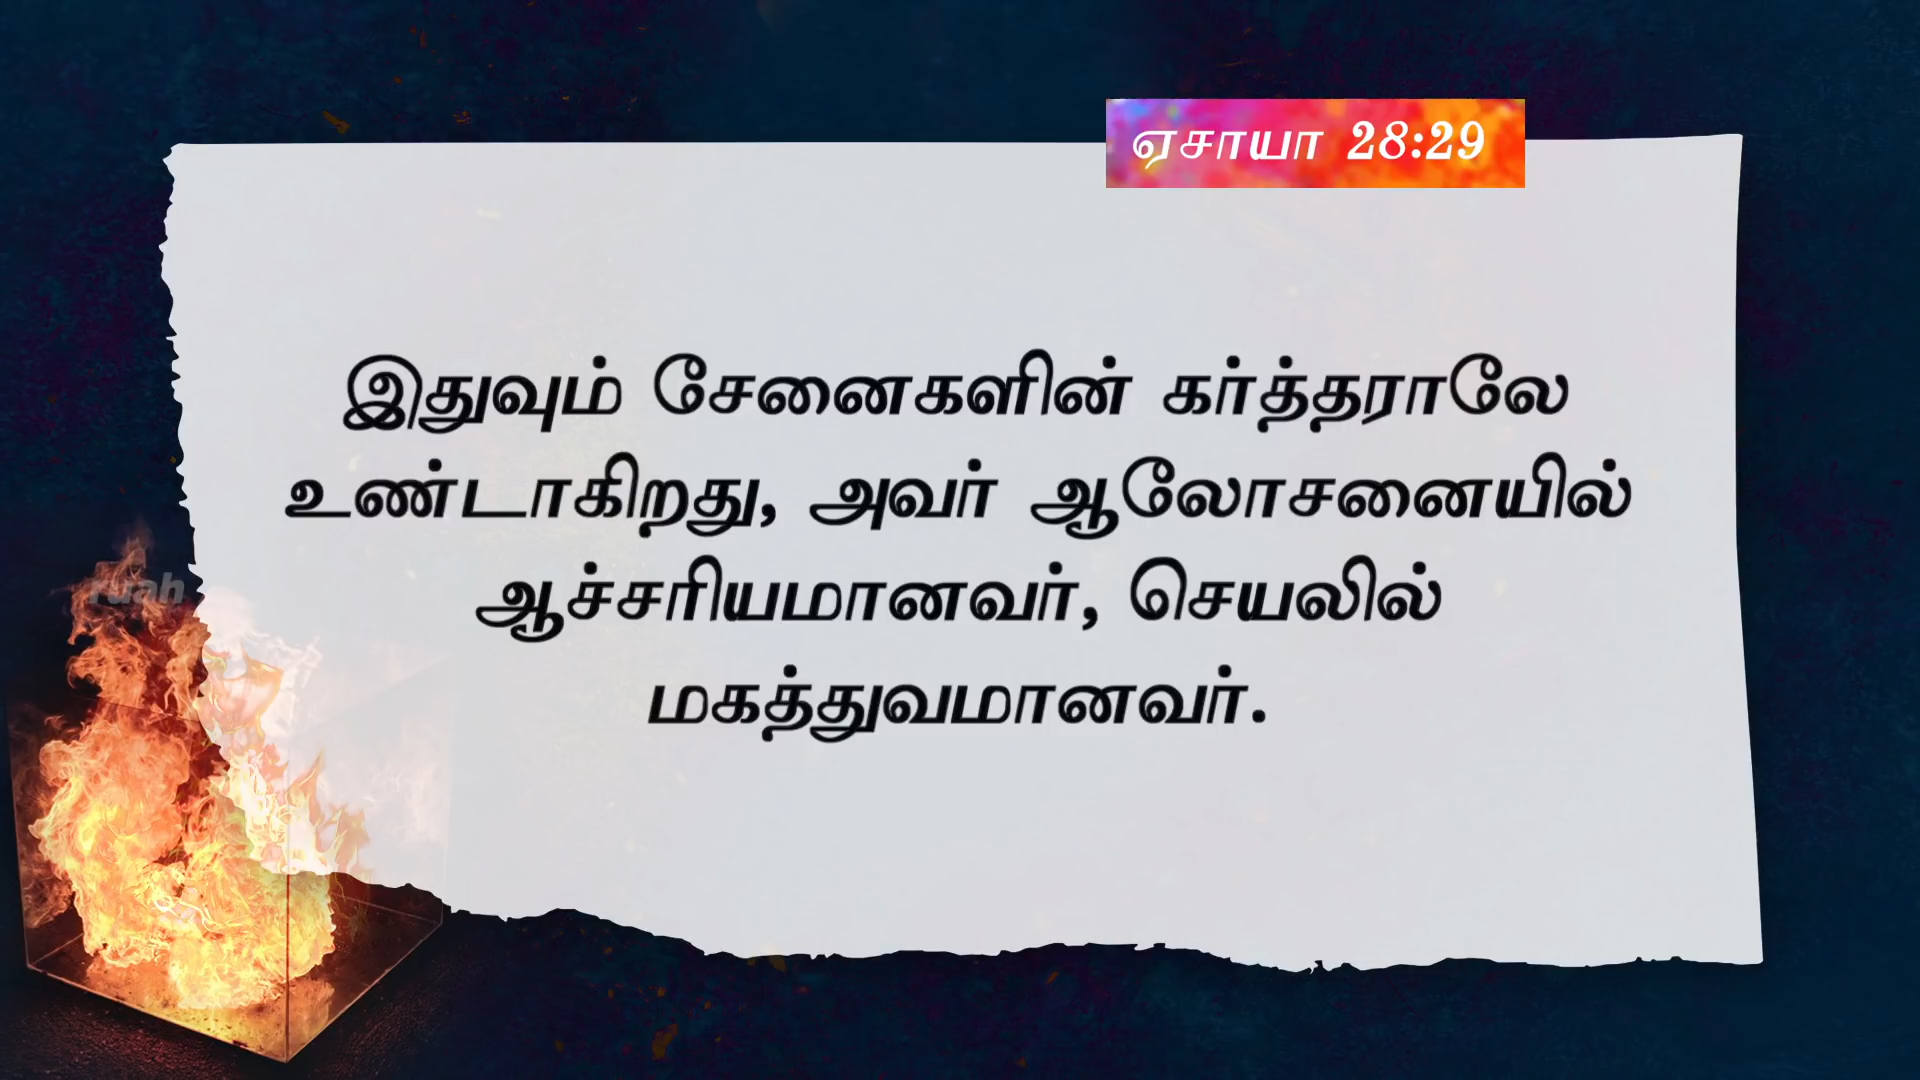 ஏசாயா 28:29
இதுவும் சேனைகளின் கர்த்தராலே
உண்டாகிறது, அவர் ஆலோசனையில்
ஆச்சரியமானவர், செயலில்
மகத்துவமானவர்.
ruah